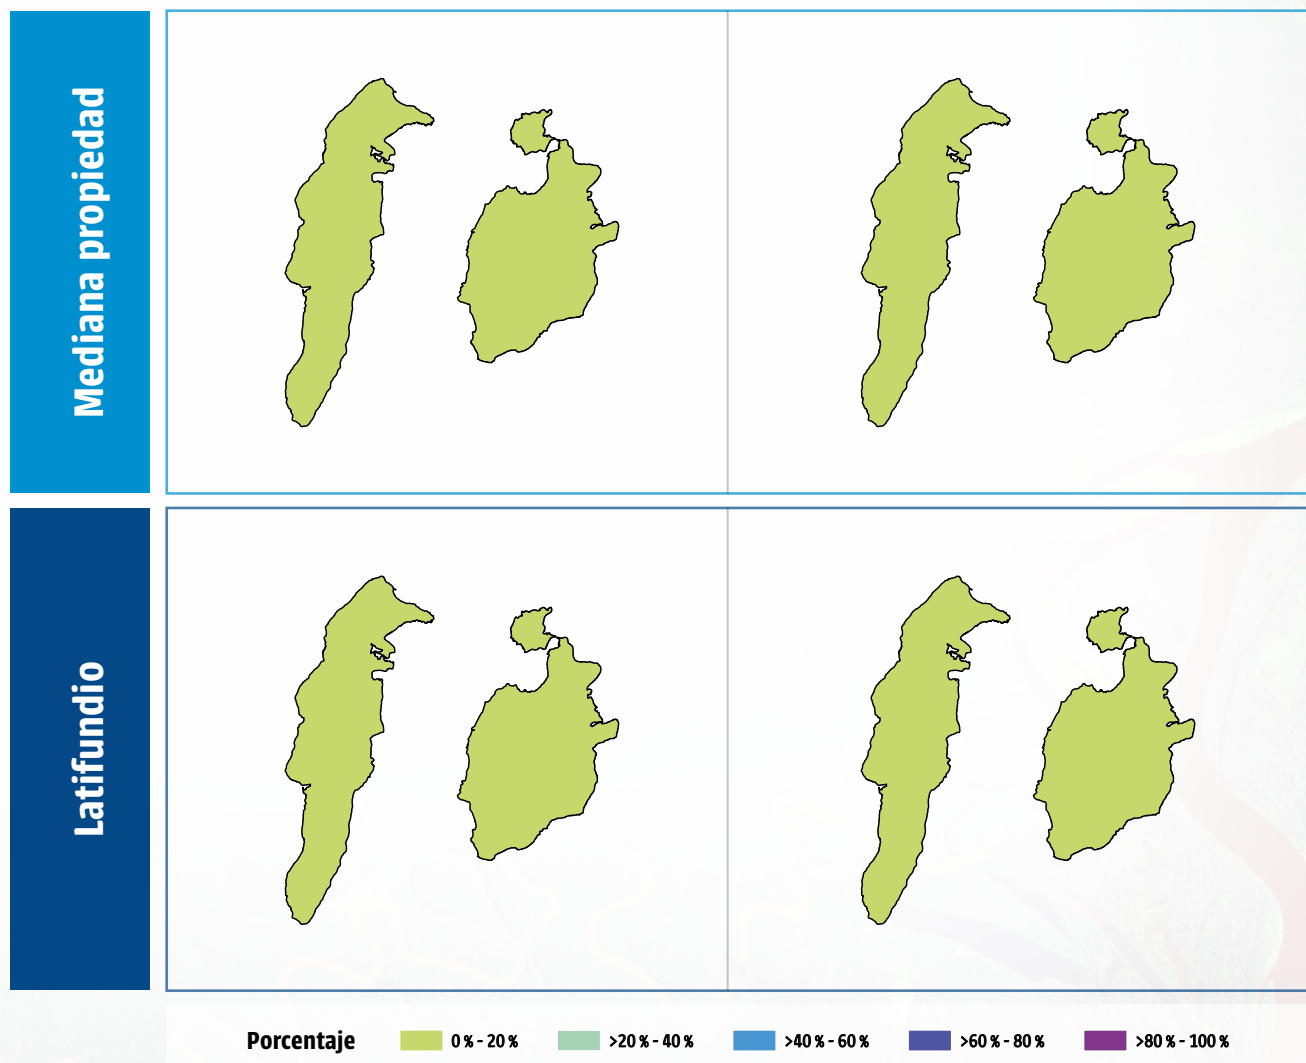 Mediana propiedad
Latifundio
Porcentaje 0 % - 20 % >20 % - 40 % >40 % - 60 % >60 % - 80 % >80 % - 100 %